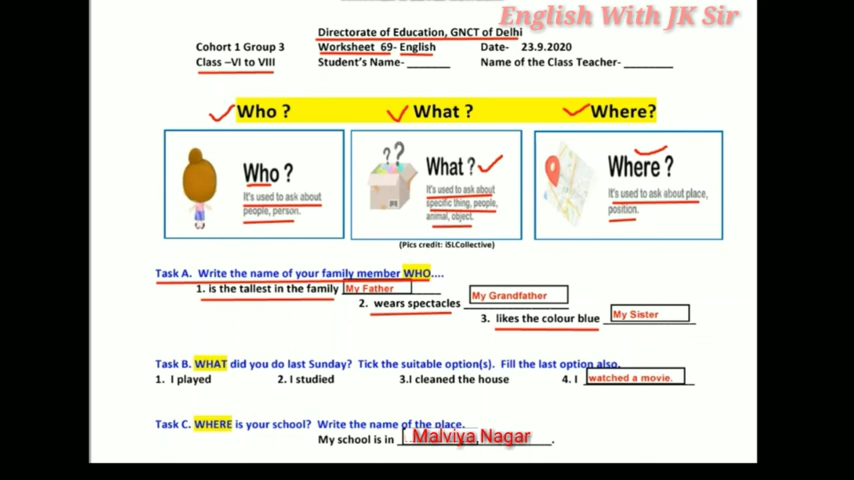 English With JK Sir
Directorate of Education, GNCT of Delhi
Cohort 1 Group 3 Worksheet 69- English Date- 23.9.2020
Class –VI to VIII Student's Name- _______ Name of the Class Teacher- ________
Who ? What ? Where?
Who ?
It's used to ask about
people, person.
??
What ?
It's used to ask about
specific thing, people,
animal, object.
Where ?
It's used to ask about place,
position.
(Pics credit: iSLCollective)
Task A. Write the name of your family member WHO....
1. is the tallest in the family My Father
2. wears spectacles My Grandfather
3. likes the colour blue My Sister
Task B. WHAT did you do last Sunday? Tick the suitable option(s). Fill the last option also.
1. I played 2. I studied 3.I cleaned the house 4. I watched a movie.
Task C. WHERE is your school? Write the name of the place.
My school is in Malviya Nagar.